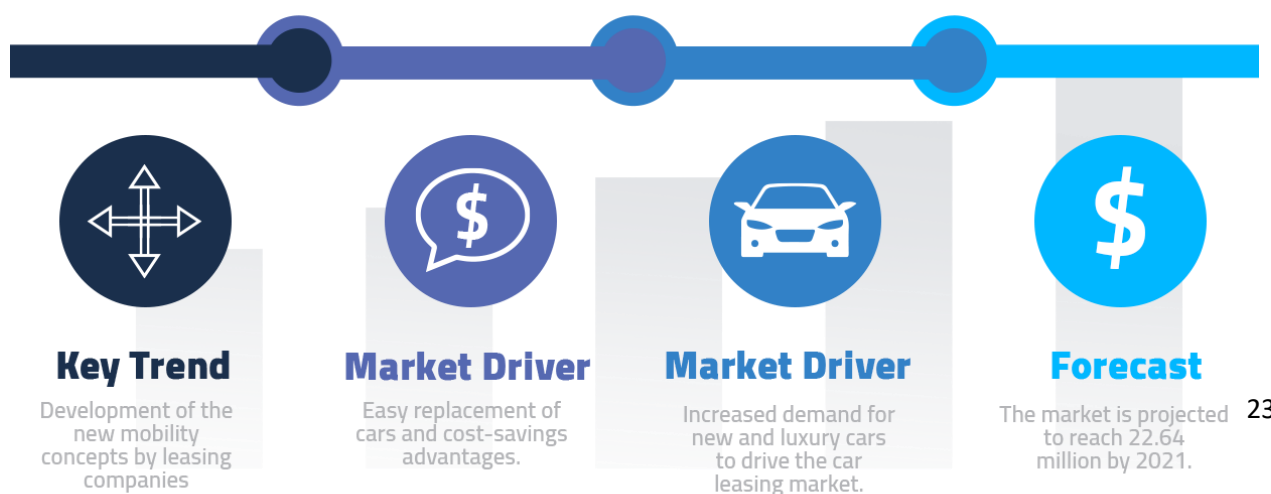 Key Trend
Development of the
new mobility
concepts by leasing
companies
$
Market Driver
Easy replacement of
cars and cost-savings
advantages.
Market Driver
Increased demand for
new and luxury cars
to drive the car
leasing market.
$
Forecast
The market is projected
to reach 22.64
million by 2021.
23